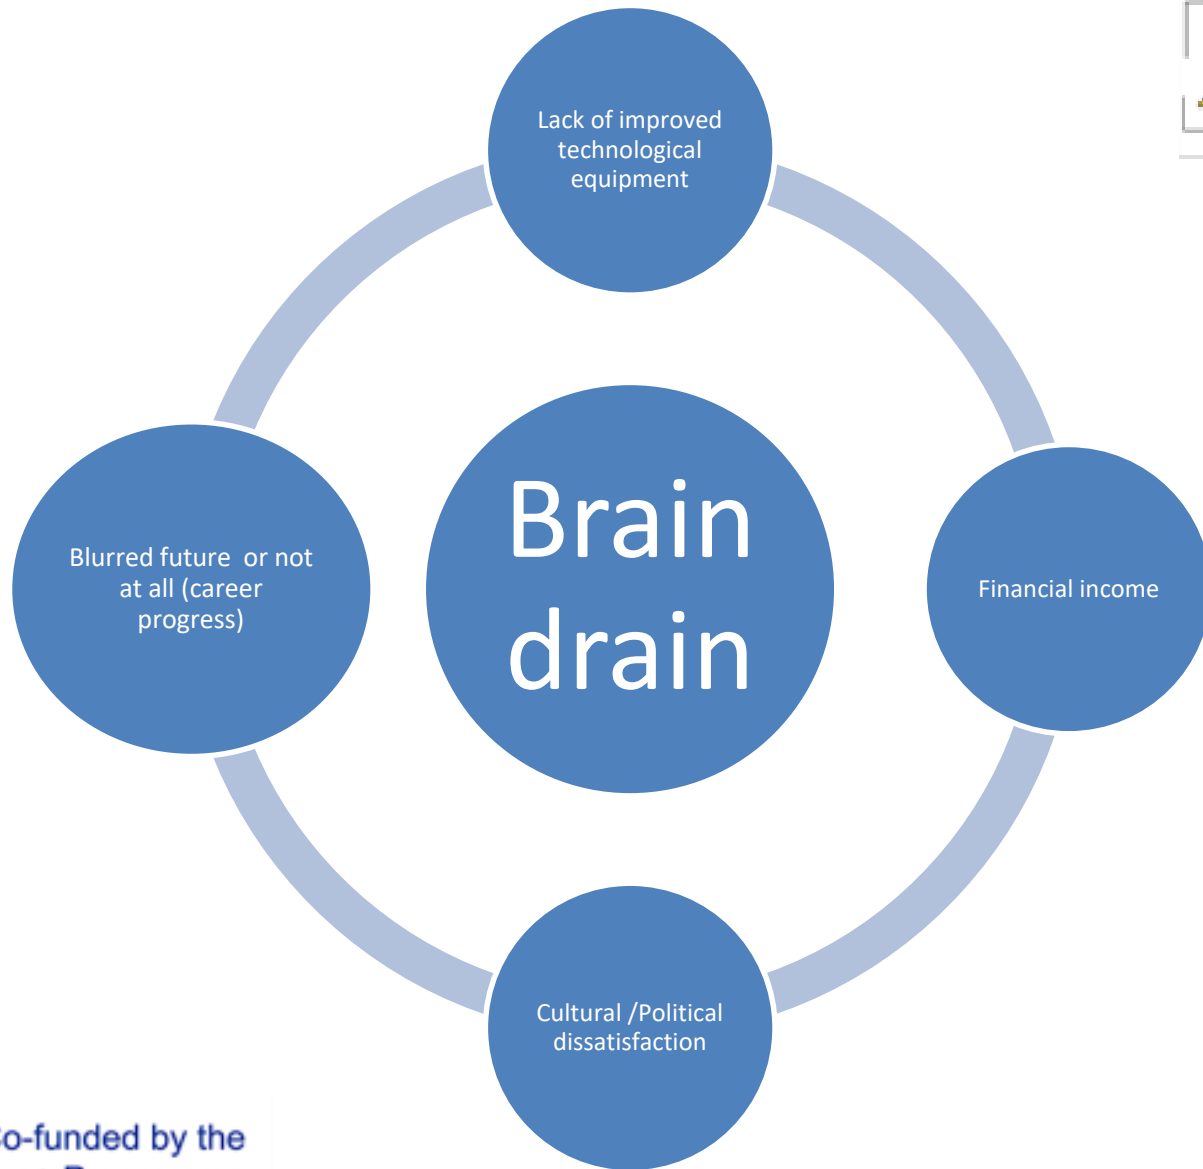 Lack of improved
technological
equipment
Brain
drain
Blurred future  or not
at all (career
progress)
Financial income
Cultural /Political
dissatisfaction
-funded by the